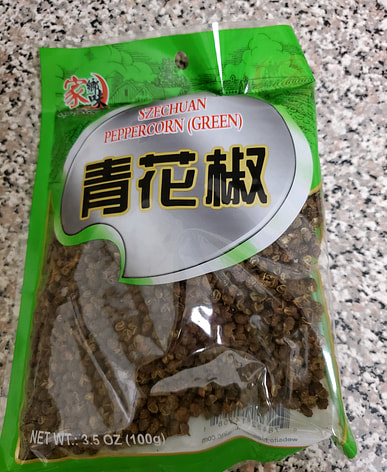 家
SZECHUAN
PEPPERCORN (GREEN)
青花椒
NET WT.: 3.5 OZ (100g)